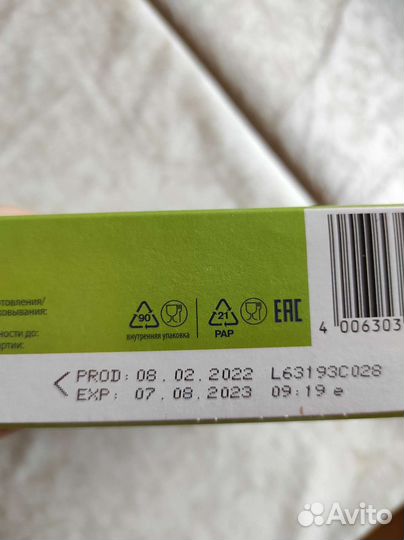 отовления/
ковывания:
90
внутренняя упаковка
21
PAP
EAC
ности до:
артии:
4 006303
< PROD: 08.02.2022 L63193C028
EXP: 07.08.2023 09:19 e
Avito